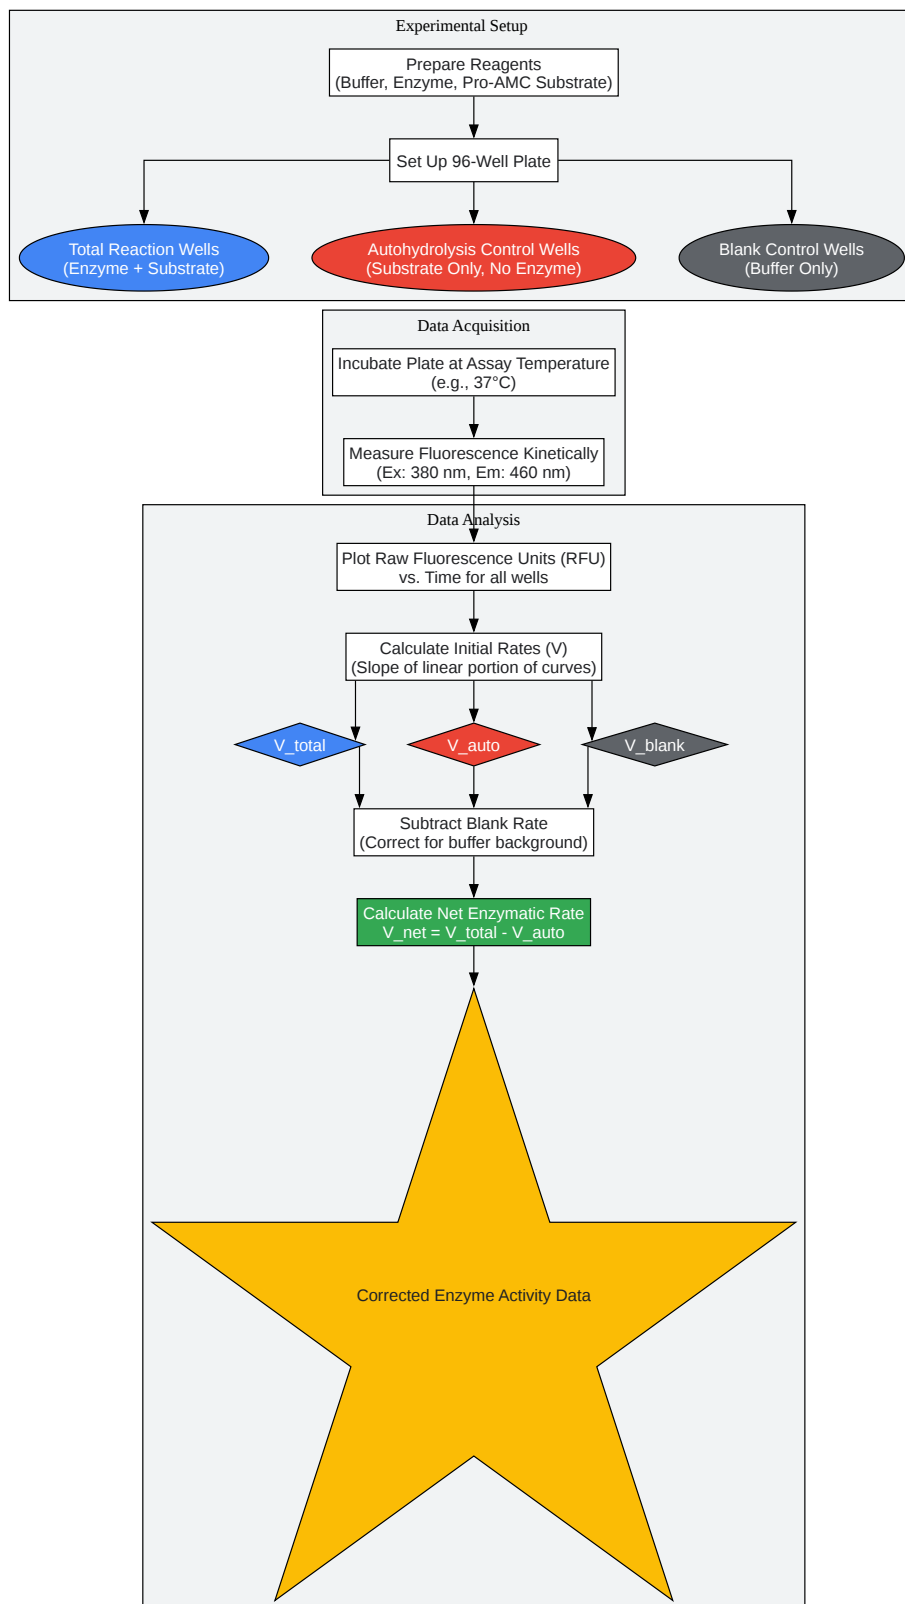 Experimental Setup
Prepare Reagents
(Buffer, Enzyme, Pro-AMC Substrate)
Set Up 96-Well Plate
Total Reaction Wells
(Enzyme + Substrate)
Autohydrolysis Control Wells
(Substrate Only, No Enzyme)
Blank Control Wells
(Buffer Only)
Data Acquisition
Incubate Plate at Assay Temperature
(e.g., 37°C)
Measure Fluorescence Kinetically
(Ex: 380 nm, Em: 460 nm)
Data Analysis
Plot Raw Fluorescence Units (RFU)
vs. Time for all wells
Calculate Initial Rates (V)
(Slope of linear portion of curves)
V_total
V_auto
V_blank
Subtract Blank Rate
(Correct for buffer background)
Calculate Net Enzymatic Rate
V_net = V_total - V_auto
Corrected Enzyme Activity Data